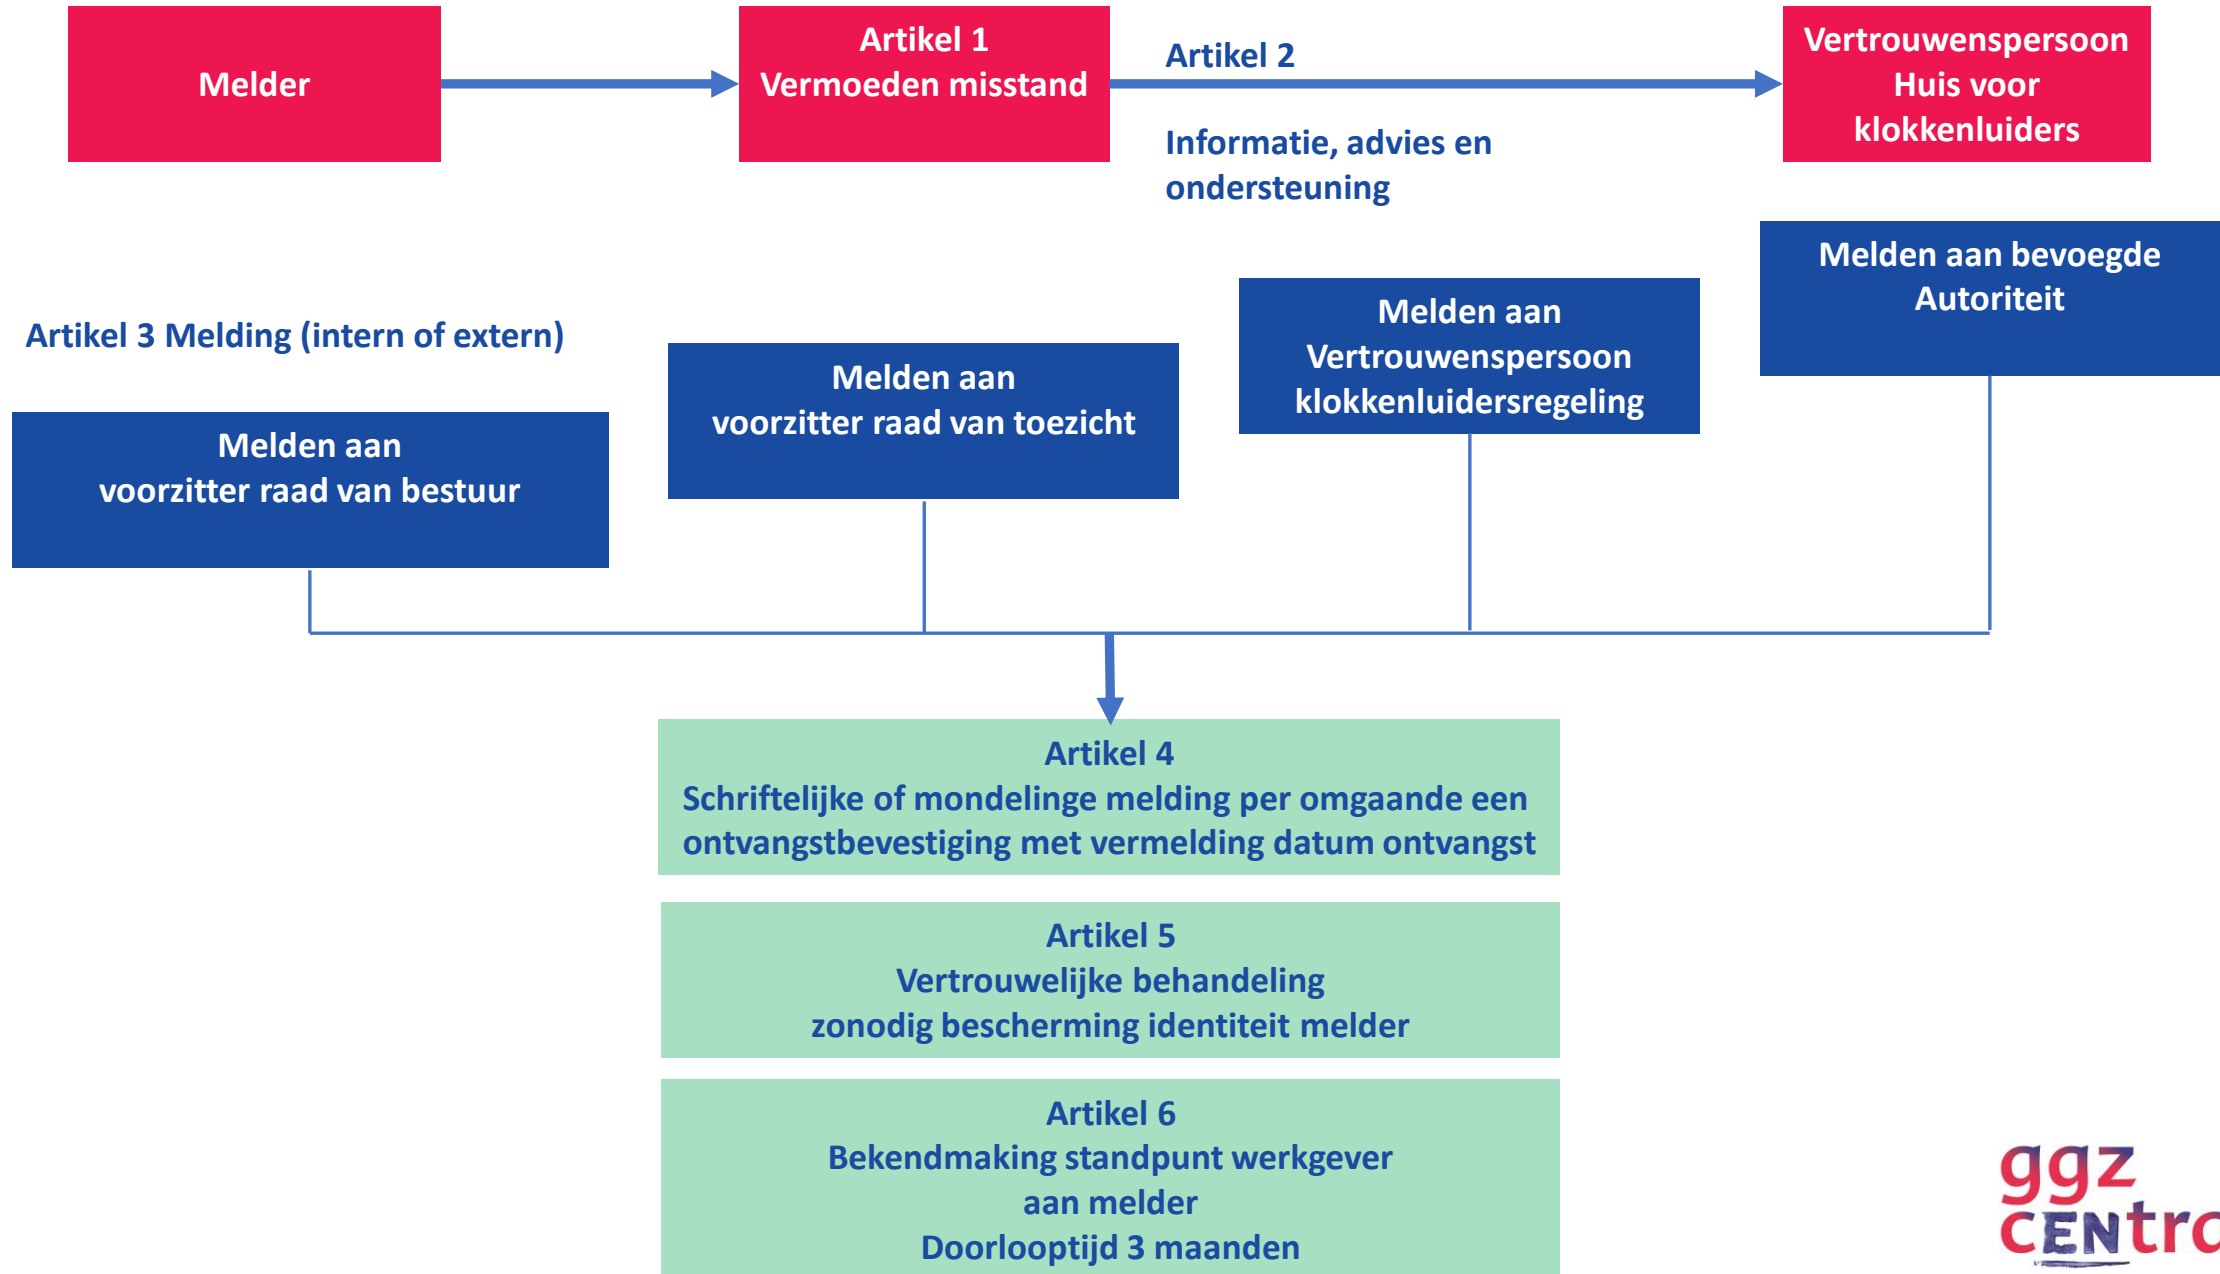 Melder
Artikel 1
Vermoeden misstand
Artikel 2
Informatie, advies en
ondersteuning
Vertrouwenspersoon
Huis voor
klokkenluiders
Artikel 3 Melding (intern of extern)
Melden aan
voorzitter raad van bestuur
Melden aan
voorzitter raad van toezicht
Melden aan
Vertrouwenspersoon
klokkenluidersregeling
Melden aan bevoegde
Autoriteit
Artikel 4
Schriftelijke of mondelinge melding per omgaande een
ontvangstbevestiging met vermelding datum ontvangst
Artikel 5
Vertrouwelijke behandeling
zonodig bescherming identiteit melder
Artikel 6
Bekendmaking standpunt werkgever
aan melder
Doorlooptijd 3 maanden
ggz